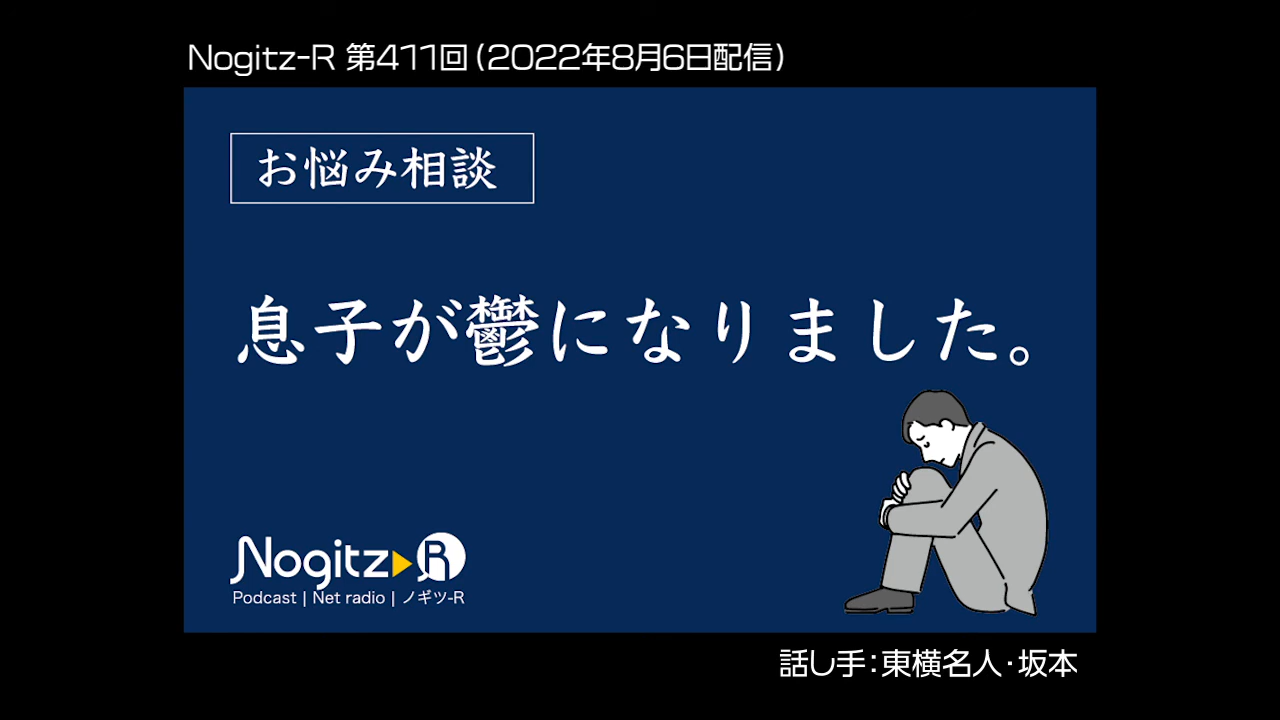 Nogitz-R 第411回(2022年8月6日配信)
お悩み相談
息子が鬱になりました。
Nogitz R
Podcast | Net radio | ノギツ-R
話し手:東横名人・坂本